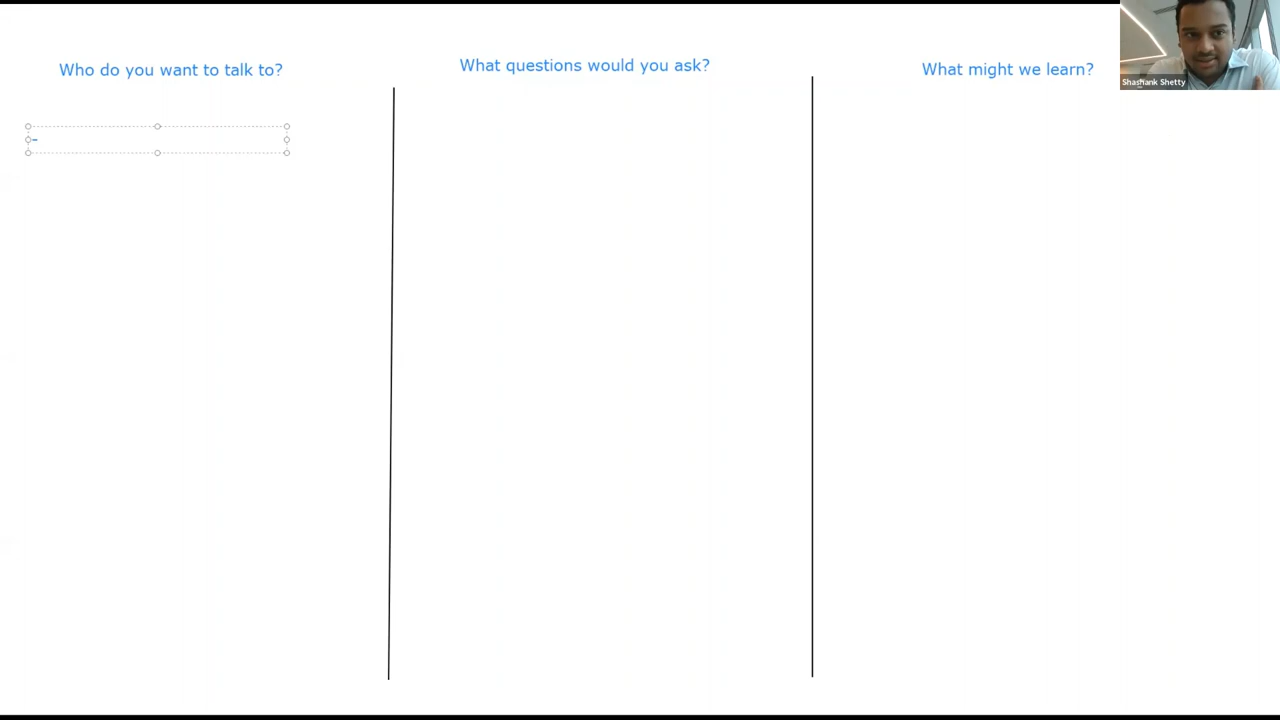 Who do you want to talk to?
What questions would you ask?
What might we learn?
Shashank Shetty
-